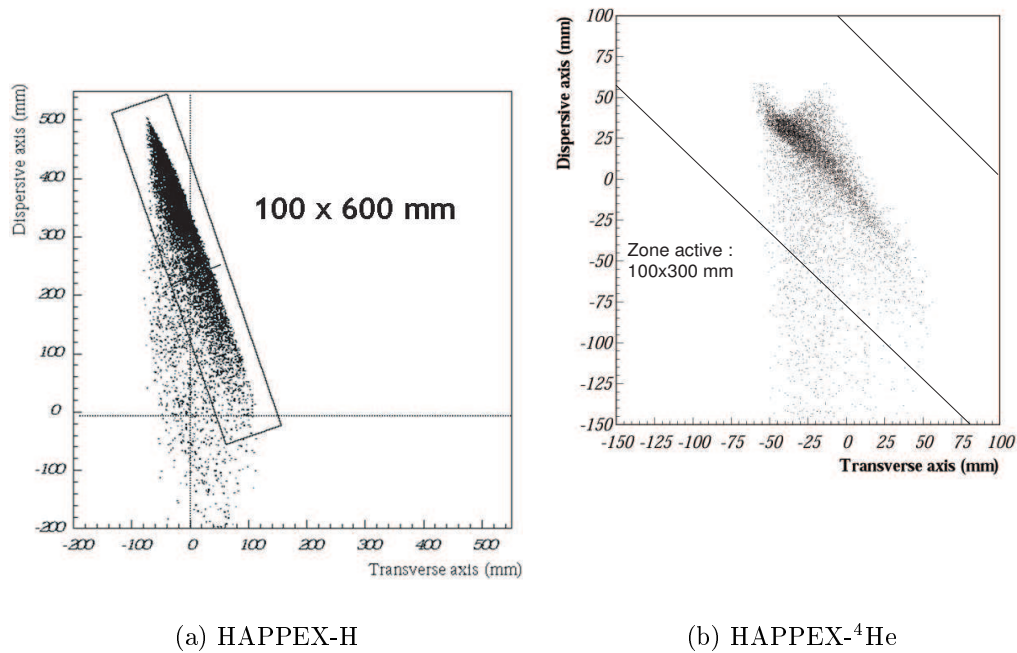 Dispersive axis (mm)
500
400
300
200
100
0
-100
-200
100 x 600 mm
-200 -100 0 100 200 300 400 500
Transverse axis (mm)
(a) HAPPEX-H
Dispersive axis (mm)
100
75
50
25
0
-25
-50
-75
-100
-125
-150
Zone active :
100x300 mm
-150 -125 -100 -75 -50 -25 0 25 50 75 100
Transverse axis (mm)
(b) HAPPEX-⁴He